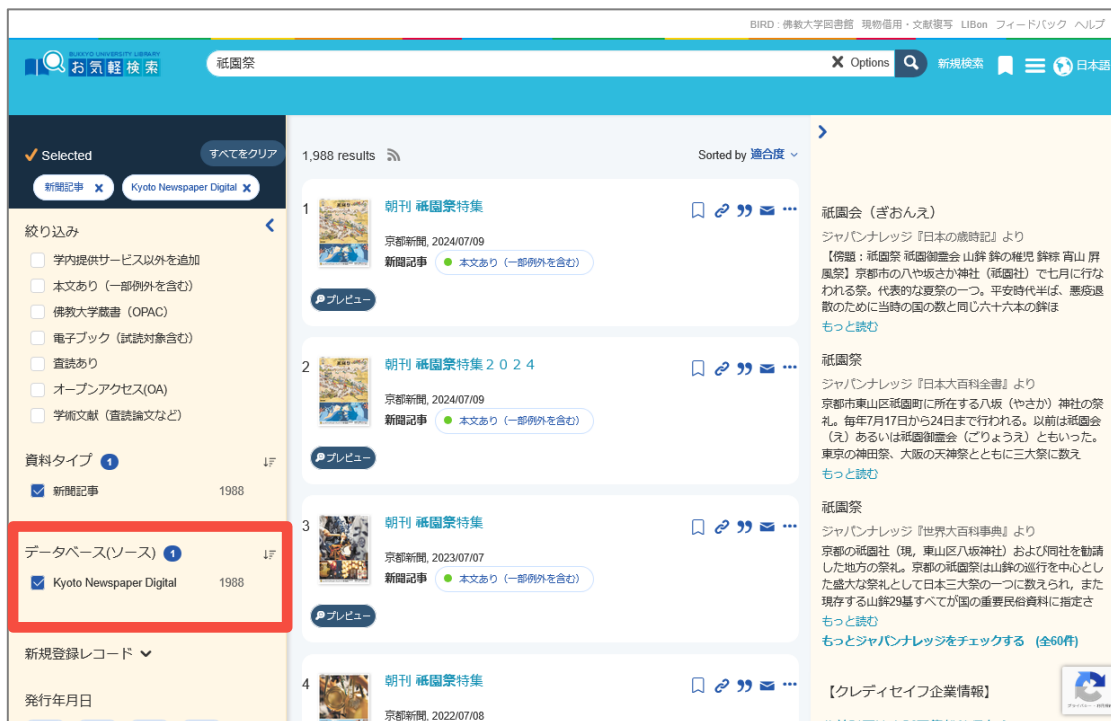 BIRD : 佛教大学図書館 現物借用・文献複写 LIBon フィードバック ヘルプ
BUKKYO UNIVERSITY LIBRARY
お気軽検索
祇園祭
Options
新規検索
日本語
Selected
すべてをクリア
新聞記事
Kyoto Newspaper Digital
絞り込み
学内提供サービス以外を追加
本文あり（一部例外を含む）
佛教大学蔵書（OPAC）
電子ブック（試読対象含む）
査読あり
オープンアクセス(OA)
学術文献（査読論文など）
資料タイプ 1
新聞記事 1988
データベース(ソース) 1
Kyoto Newspaper Digital 1988
新規登録レコード
発行年月日
1,988 results
Sorted by 適合度
1
朝刊 祇園祭特集
京都新聞, 2024/07/09
新聞記事 本文あり（一部例外を含む）
プレビュー
2
朝刊 祇園祭特集２０２４
京都新聞, 2024/07/09
新聞記事 本文あり（一部例外を含む）
プレビュー
3
朝刊 祇園祭特集
京都新聞, 2023/07/07
新聞記事 本文あり（一部例外を含む）
プレビュー
4
朝刊 祇園祭特集
京都新聞, 2022/07/08
祇園会（ぎおんえ）
ジャパンナレッジ『日本の歳時記』より
【傍題：祇園祭 祇園御霊会 山鉾 鉾の稚児 鉾粽 宵山 屏
風祭】京都市の八や坂さか神社（祇園社）で七月に行な
われる祭。代表的な夏祭の一つ。平安時代半ば、悪疫退
散のために当時の国の数と同じ六十六本の鉾ほ
もっと読む
祇園祭
ジャパンナレッジ『日本大百科全書』より
京都市東山区祇園町に所在する八坂（やさか）神社の祭
礼。毎年7月17日から24日まで行われる。以前は祇園会
（え）あるいは祇園御霊会（ごりょうえ）ともいった。
東京の神田祭、大阪の天神祭とともに三大祭に数え
もっと読む
祇園祭
ジャパンナレッジ『世界大百科事典』より
京都の祇園社（現，東山区八坂神社）および同社を勧請
した地方の祭礼。京都の祇園祭は山鉾の巡行を中心とし
た盛大な祭礼として日本三大祭の一つに数えられ，また
現存する山鉾29基すべてが国の重要民俗資料に指定さ
もっと読む
もっとジャパンナレッジをチェックする (全60件)
【クレディセイフ企業情報】